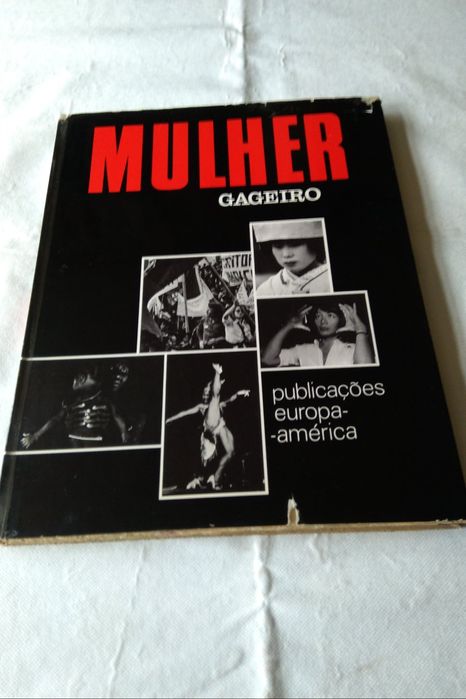 MULHER
GAGEIRO
publicações
europa-
-américa